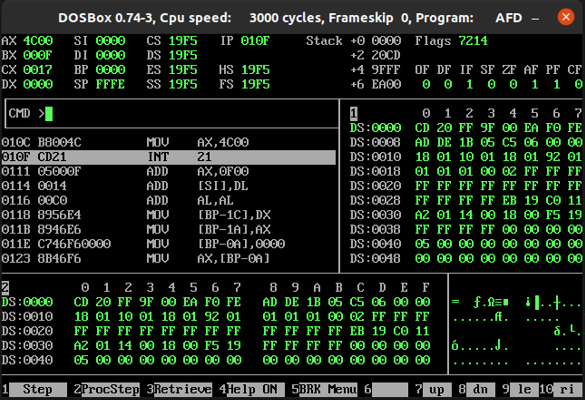 DOSBox 0.74-3, Cpu speed: 3000 cycles, Frameskip 0, Program: AFD
AX 4C00 SI 0000 CS 19F5 IP 010F Stack +0 0000 Flags 7214
BX 000F DI 0000 DS 19F5 +2 20CD
CX 0017 BP 0000 ES 19F5 HS 19F5 +4 9FFF OF DF IF SF ZF AF PF CF
DX 0000 SP FFFE SS 19F5 FS 19F5 +6 EA00 0 0 1 0 0 1 1 0
CMD >
1 0 1 2 3 4 5 6 7
DS:0000 CD 20 FF 9F 00 EA F0 FE
DS:0008 AD DE 1B 05 C5 06 00 00
DS:0010 18 01 10 01 18 01 92 01
DS:0018 01 01 01 00 02 FF FF FF
DS:0020 FF FF FF FF FF FF FF FF
DS:0028 FF FF FF FF EB 19 C0 11
DS:0030 A2 01 14 00 18 00 F5 19
DS:0038 FF FF FF FF 00 00 00 00
DS:0040 05 00 00 00 00 00 00 00
DS:0048 00 00 00 00 00 00 00 00
010C B8004C MOV AX,4C00
010F CD21 INT 21
0111 05000F ADD AX,0F00
0114 0014 ADD [SI],DL
0116 00C0 ADD AL,AL
0118 8956E4 MOV [BP-1C],DX
011B 8946E6 MOV [BP-1A],AX
011E C746F60000 MOV [BP-0A],0000
0123 8B46F6 MOV AX,[BP-0A]
2 0 1 2 3 4 5 6 7 8 9 A B C D E F
DS:0000 CD 20 FF 9F 00 EA F0 FE AD DE 1B 05 C5 06 00 00
DS:0010 18 01 10 01 18 01 92 01 01 01 01 00 02 FF FF FF
DS:0020 FF FF FF FF FF FF FF FF FF FF FF FF EB 19 C0 11
DS:0030 A2 01 14 00 18 00 F5 19 FF FF FF FF 00 00 00 00
DS:0040 05 00 00 00 00 00 00 00 00 00 00 00 00 00 00 00
1 Step 2 ProcStep 3 Retrieve 4 Help ON 5 BRK Menu 6 7 up 8 dn 9 le 10 ri